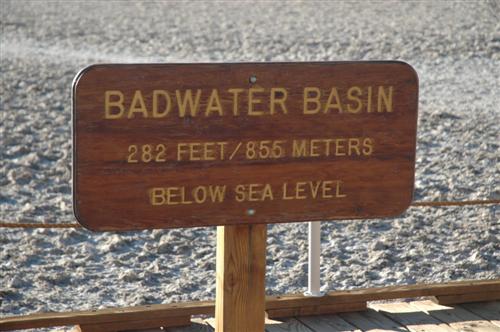 BADWATER BASIN
282 FEET/855 METERS
BELOW SEA LEVEL